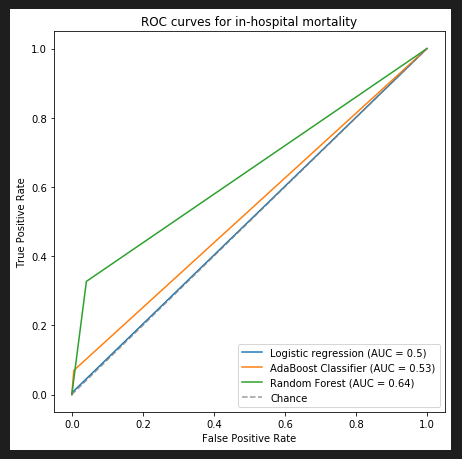 ROC curves for in-hospital mortality
True Positive Rate
1.0
0.8
0.6
0.4
0.2
0.0
0.0 0.2 0.4 0.6 0.8 1.0
False Positive Rate
Logistic regression (AUC = 0.5)
AdaBoost Classifier (AUC = 0.53)
Random Forest (AUC = 0.64)
Chance